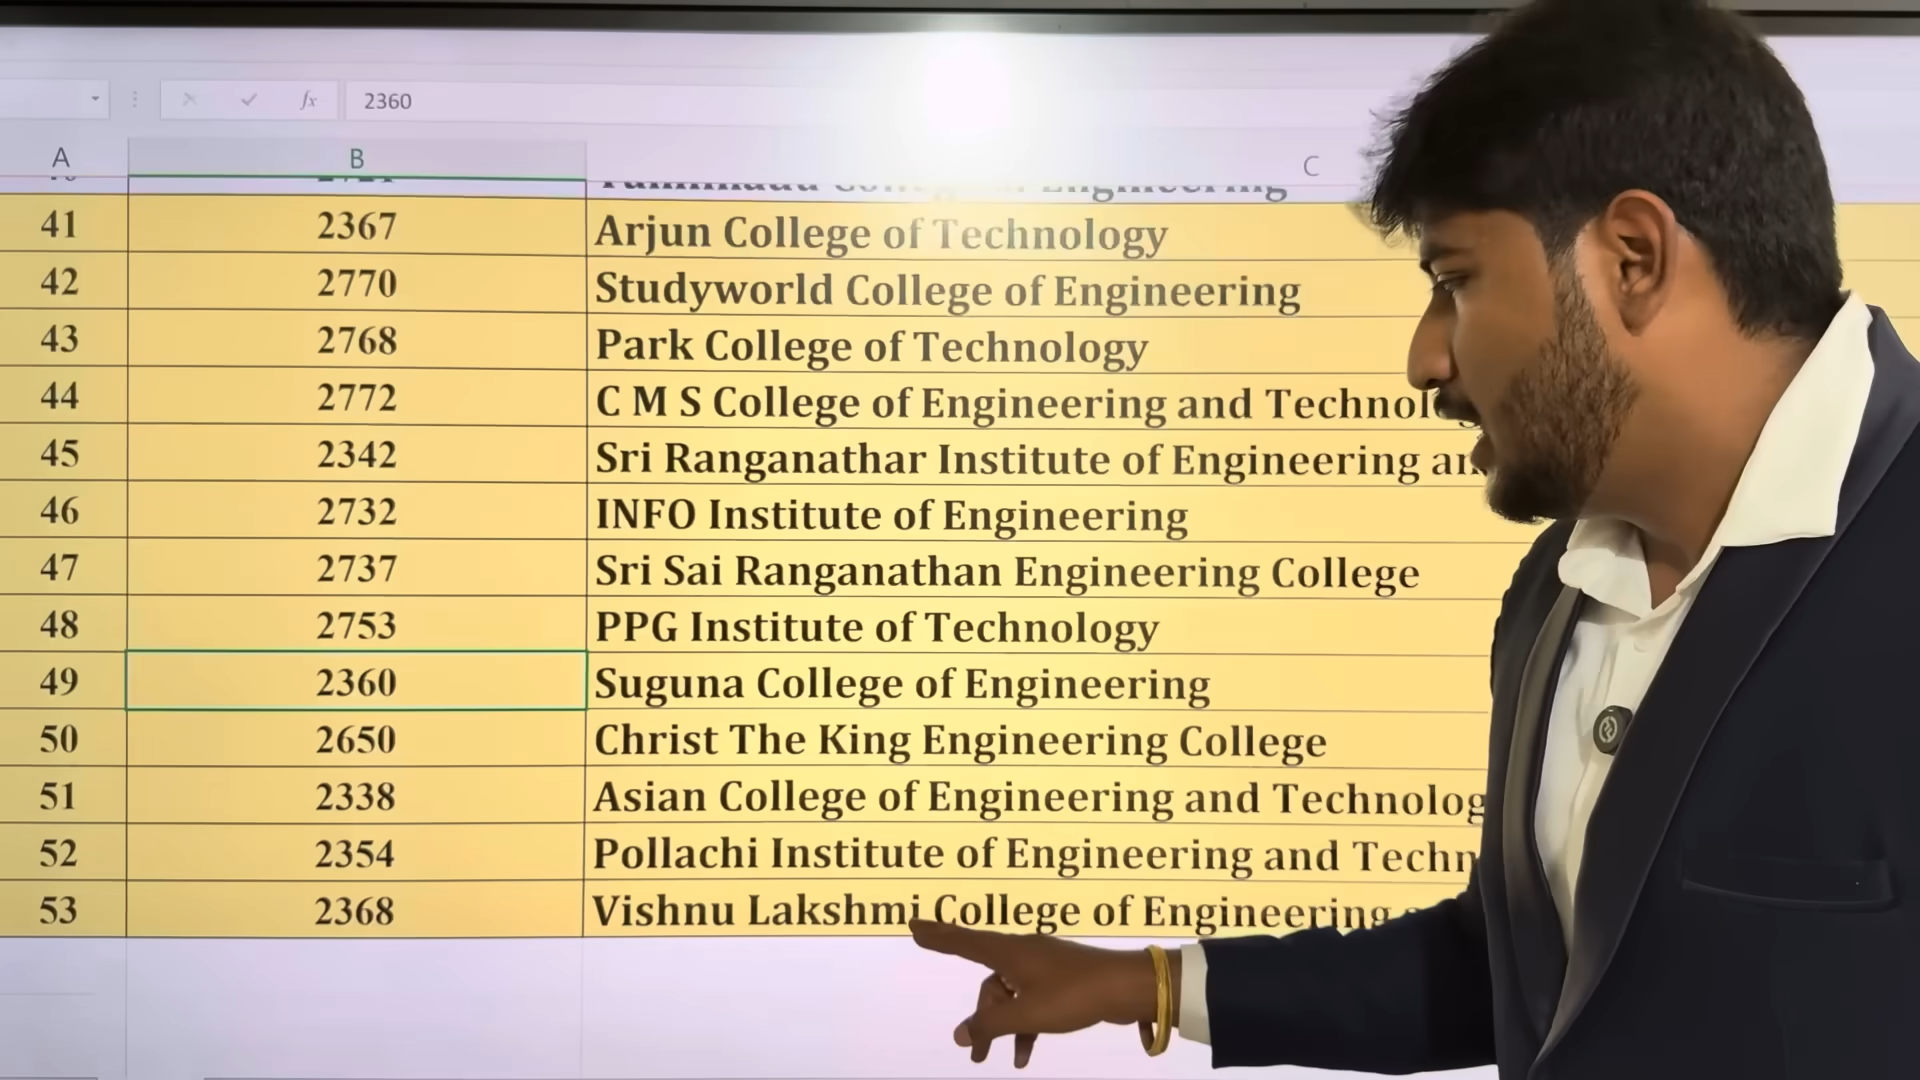 fx 2360
A B C
Engineering
41 2367 Arjun College of Technology
42 2770 Studyworld College of Engineering
43 2768 Park College of Technology
44 2772 C M S College of Engineering and
45 2342 Sri Ranganathar Institute of Engineering
46 2732 INFO Institute of Engineering
47 2737 Sri Sai Ranganathan Engineering College
48 2753 PPG Institute of Technology
49 2360 Suguna College of Engineering
50 2650 Christ The King Engineering College
51 2338 Asian College of Engineering and Technolog
52 2354 Pollachi Institute of Engineering and Techn
53 2368 Vishnu Lakshmi College of Engineering